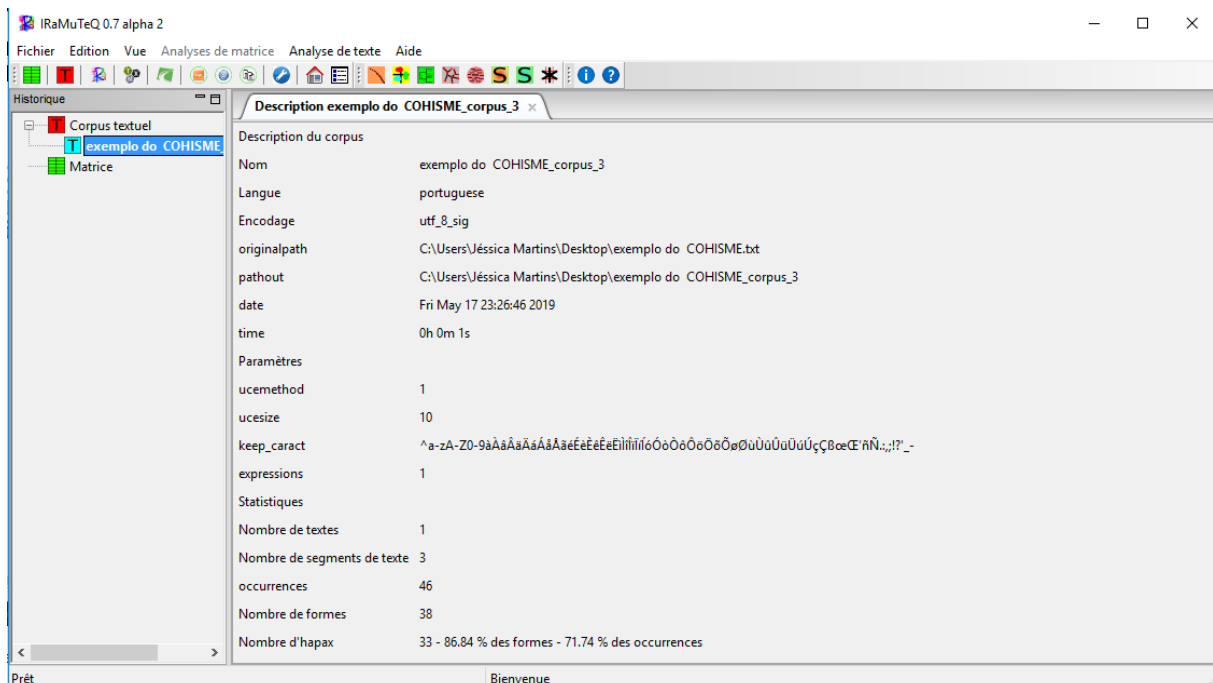 IRaMuTeQ 0.7 alpha 2
Fichier Edition Vue Analyses de matrice Analyse de texte Aide
Historique
Description exemplo do COHISME_corpus_3
Corpus textuel
exemplo do COHISME_
Matrice
Description du corpus
Nom exemplo do COHISME_corpus_3
Langue portuguese
Encodage utf_8_sig
originalpath C:\Users\Jéssica Martins\Desktop\exemplo do COHISME.txt
pathout C:\Users\Jéssica Martins\Desktop\exemplo do COHISME_corpus_3
date Fri May 17 23:26:46 2019
time 0h 0m 1s
Paramètres
ucemethod 1
ucesize 10
keep_caract ^a-zA-Z0-9àÀâÂäÄáÁåÅãéÉèÈêÊëËìÌîÎïÏíÍóÓòÒôÔöÖõÕøØùÙûÛüÜúÚçÇßœŒ'ñÑ.:,;!?'_-
expressions 1
Statistiques
Nombre de textes 1
Nombre de segments de texte 3
occurrences 46
Nombre de formes 38
Nombre d'hapax 33 - 86.84 % des formes - 71.74 % des occurrences
Prêt Bienvenue